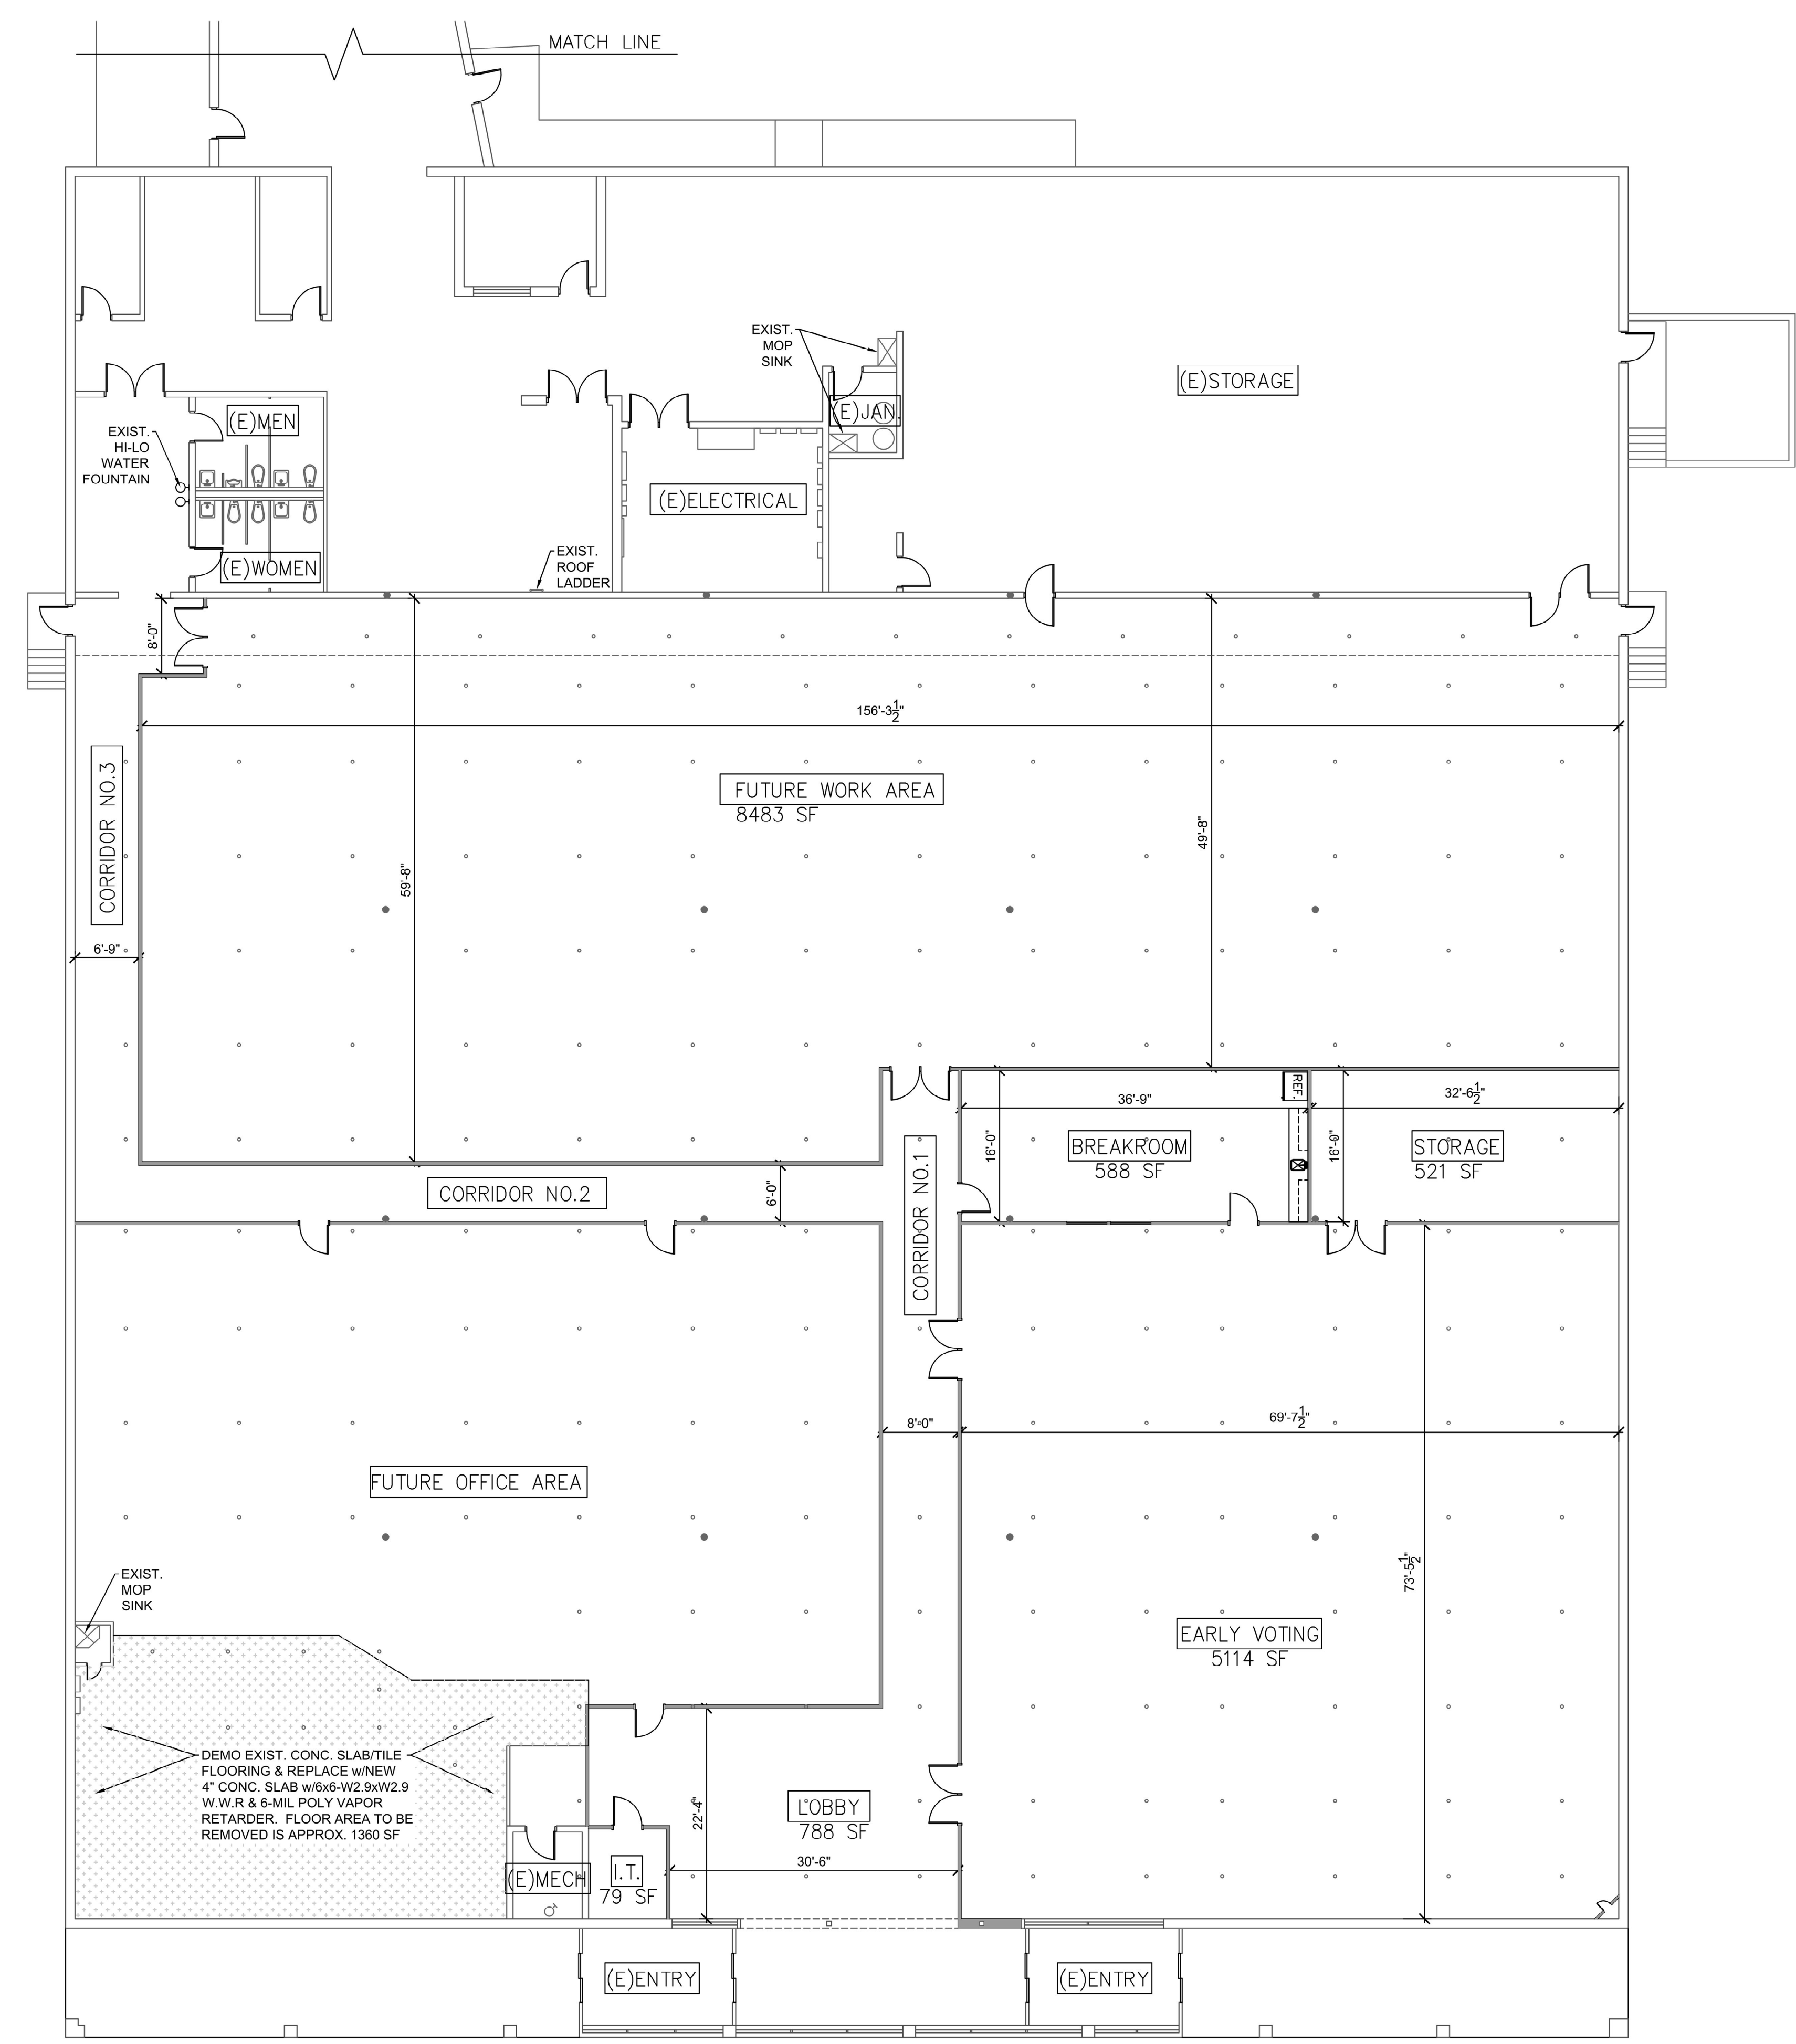 MATCH LINE
EXIST.
MOP
SINK
(E)STORAGE
(E)JAN.
(E)MEN
EXIST.
HI-LO
WATER
FOUNTAIN
(E)ELECTRICAL
(E)WOMEN
EXIST.
ROOF
LADDER
8'-0"
156'-3 1/2"
CORRIDOR NO.3
FUTURE WORK AREA
8483 SF
49'-8"
59'-8"
6'-9"
REF.
36'-9"
32'-6 1/2"
16'-0"
BREAKROOM
588 SF
16'-0"
STORAGE
521 SF
CORRIDOR NO.2
6'-0"
CORRIDOR NO.1
8'-0"
69'-7 1/2"
FUTURE OFFICE AREA
73'-5 1/2"
EXIST.
MOP
SINK
EARLY VOTING
5114 SF
DEMO EXIST. CONC. SLAB/TILE
FLOORING & REPLACE w/NEW
4" CONC. SLAB w/6x6-W2.9xW2.9
W.W.R & 6-MIL POLY VAPOR
RETARDER. FLOOR AREA TO BE
REMOVED IS APPROX. 1360 SF
22'-4"
LOBBY
788 SF
30'-6"
(E)MECH
I.T.
79 SF
(E)ENTRY
(E)ENTRY